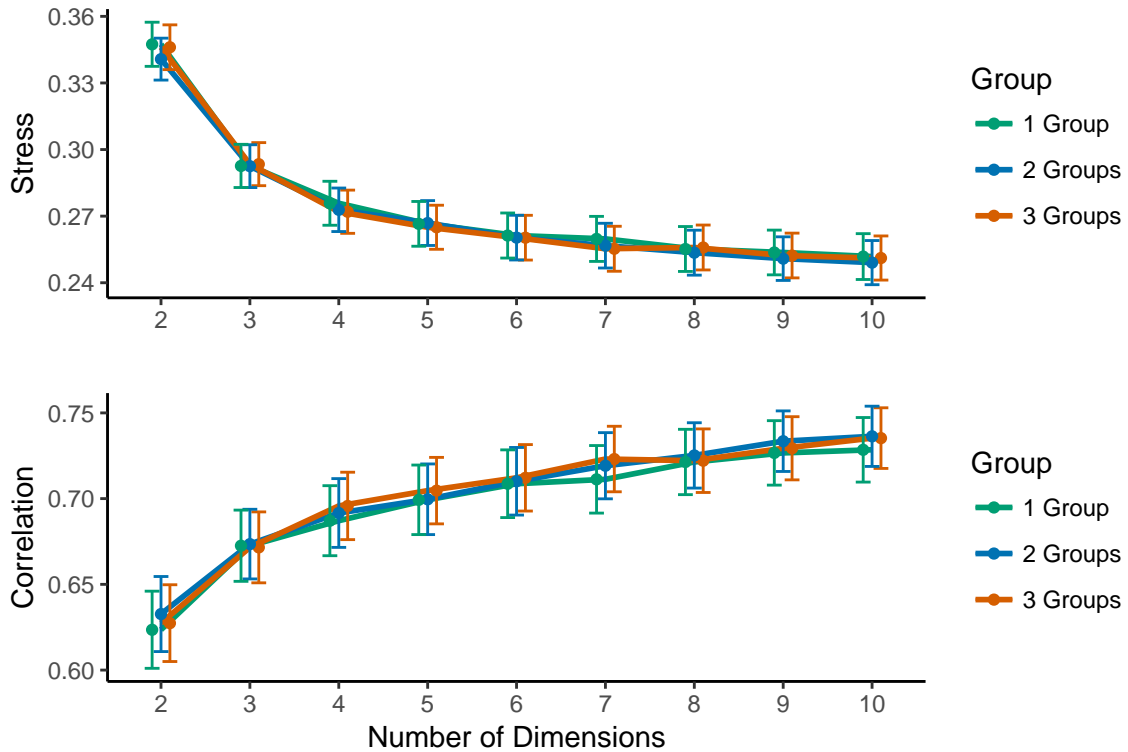 0.36
0.33
0.30
0.27
0.24
Stress
2 3 4 5 6 7 8 9 10
Group
1 Group
2 Groups
3 Groups
0.75
0.70
0.65
0.60
Correlation
2 3 4 5 6 7 8 9 10
Number of Dimensions
Group
1 Group
2 Groups
3 Groups